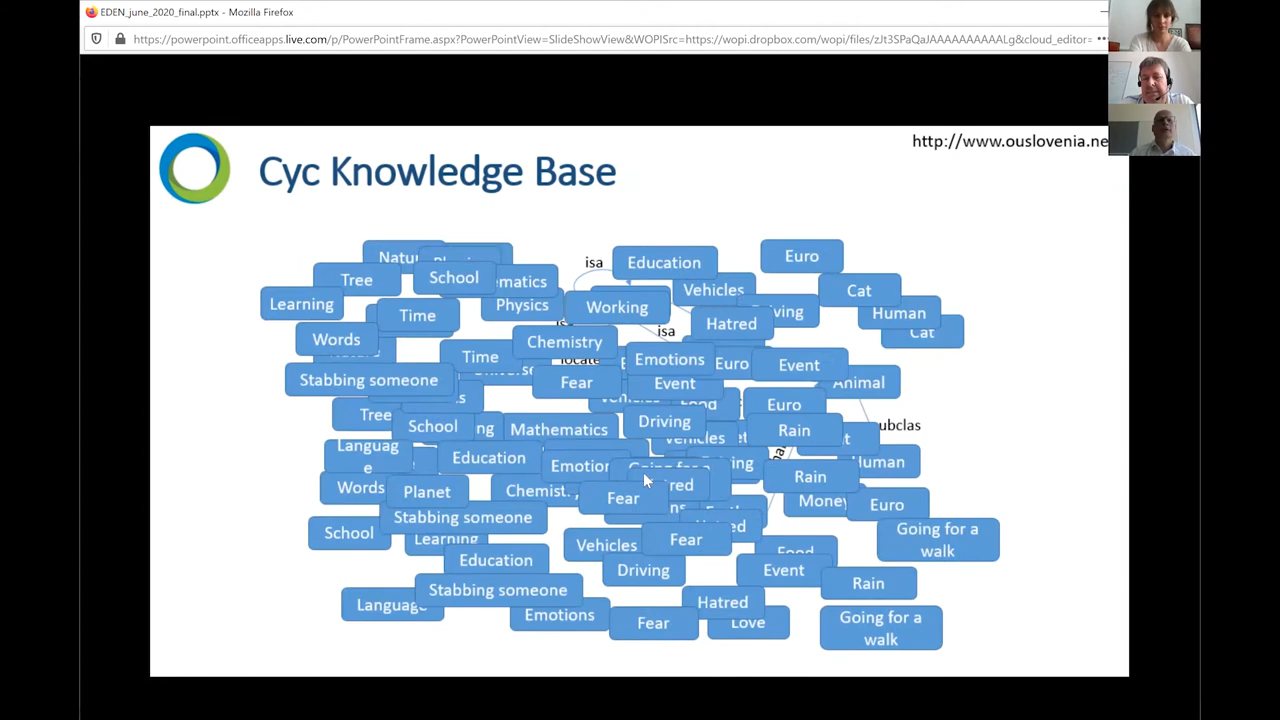 EDEN_june_2020_final.pptx - Mozilla Firefox
https://powerpoint.officeapps.live.com/p/PowerPointFrame.aspx?PowerPointView=SlideShowView&WOPISrc=https://wopi.dropbox.com/wopi/files/zJt3SPaQaJAAAAAAAAAALg&cloud_editor=
http://www.ouslovenia.ne
Cyc Knowledge Base
Education
Euro
isa
Tree
School
Vehicles
Cat
Learning
Physics
Working
Human
Time
Hatred
Cat
Words
Chemistry
isa
Time
Emotions
Euro
Event
Stabbing someone
Fear
Event
Animal
Euro
Tree
Driving
School
Mathematics
Rain
Vehicles
Languag
e
Education
Human
Rain
Words
Planet
Fear
Money
Euro
Stabbing someone
School
Learning
Fear
Going for a
walk
Vehicles
Food
Education
Driving
Event
Rain
Stabbing someone
Language
Hatred
Emotions
Fear
Love
Going for a
walk